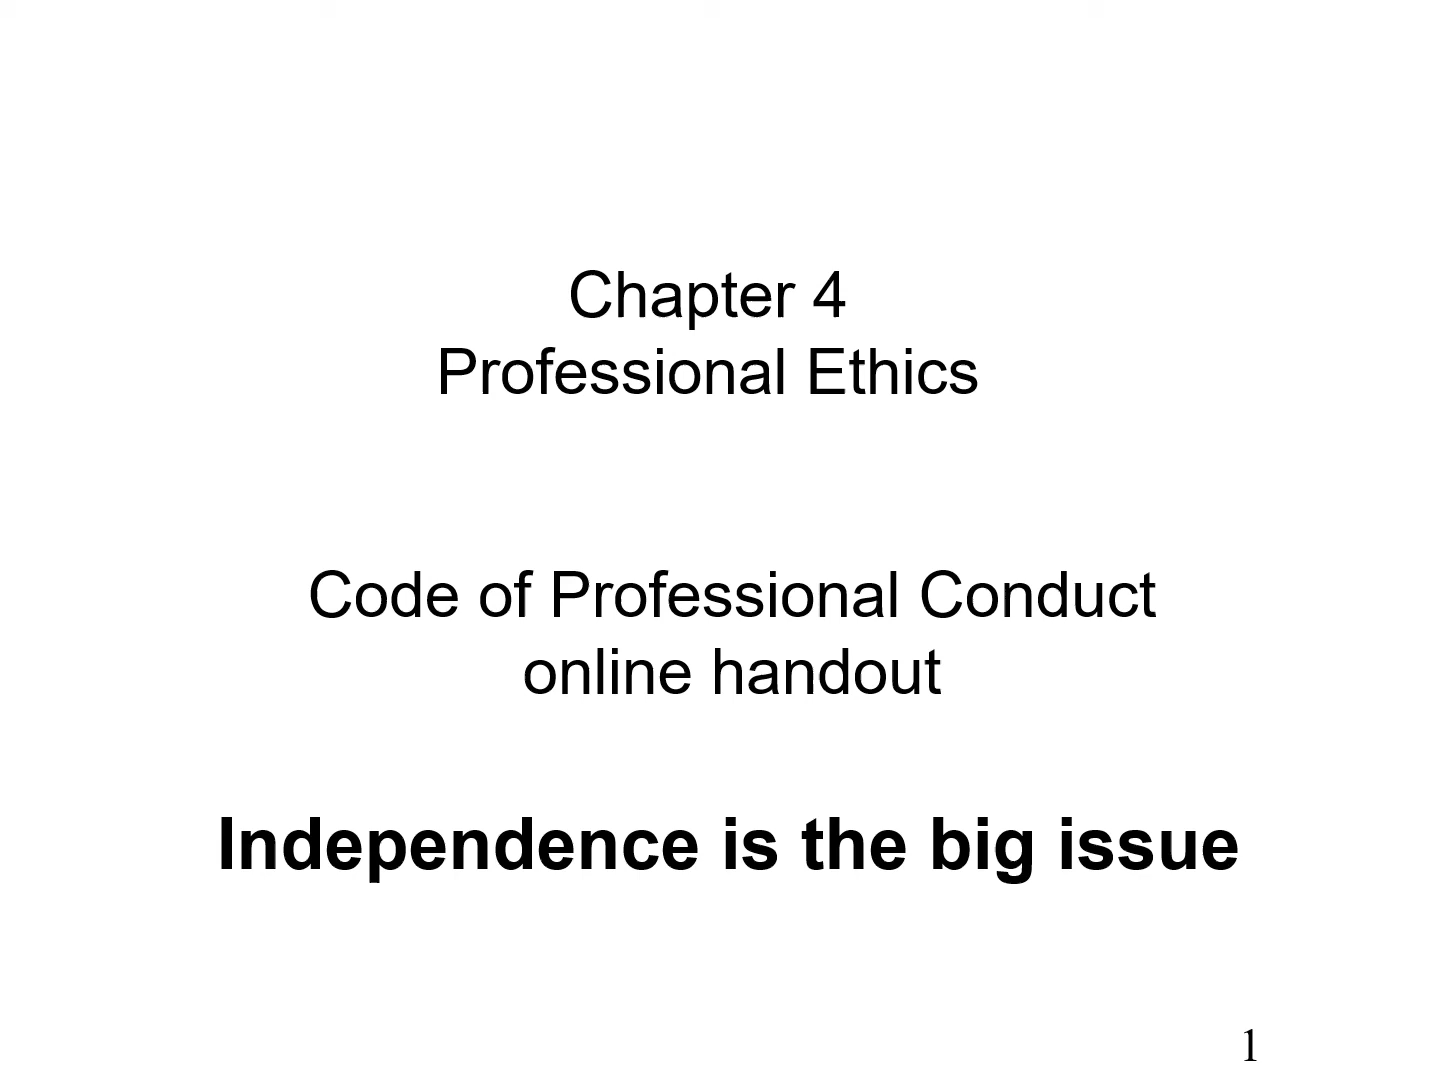 Chapter 4
Professional Ethics
Code of Professional Conduct
online handout
Independence is the big issue
1